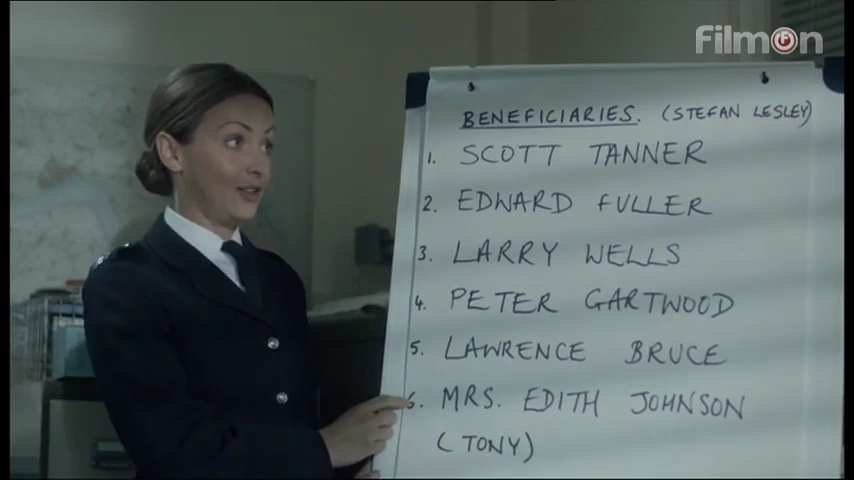 FilmOn
BENEFICIARIES. (STEFAN LESLEY)
1. SCOTT TANNER
2. EDWARD FULLER
3. LARRY WELLS
4. PETER GARTWOOD
5. LAWRENCE BRUCE
6. MRS. EDITH JOHNSON
(TONY)